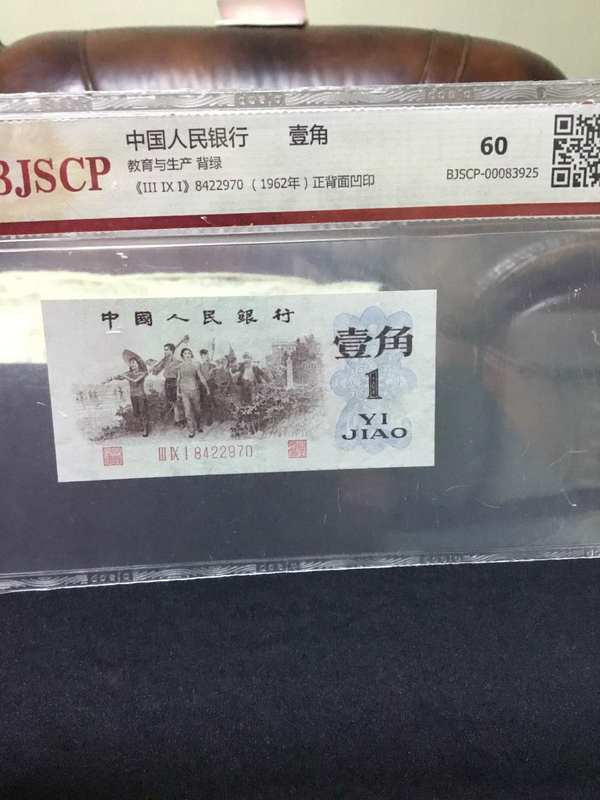 BJSCP
中国人民银行 壹角
教育与生产 背绿
《III IX I》8422970 (1962年) 正背面凹印
60
BJSCP-00083925
中國人民銀行
壹角
1
YI
JIAO
III IX I 8422970